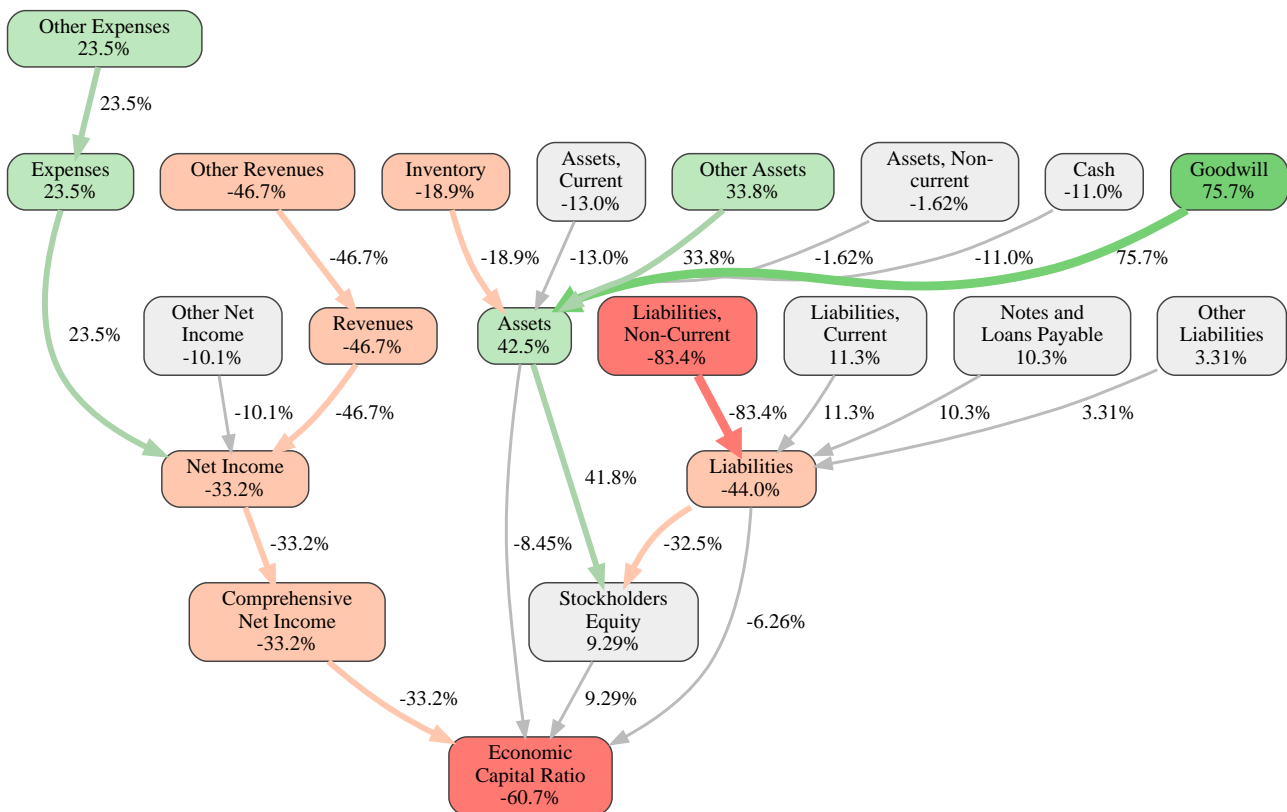 Other Expenses
23.5%
23.5%
Expenses
23.5%
Other Revenues
-46.7%
Inventory
-18.9%
Assets,
Current
-13.0%
Other Assets
33.8%
Assets, Non-
current
-1.62%
Cash
-11.0%
Goodwill
75.7%
-46.7%
-18.9%
-13.0%
33.8%
-1.62%
-11.0%
75.7%
23.5%
Other Net
Income
-10.1%
Revenues
-46.7%
Assets
42.5%
Liabilities,
Non-Current
-83.4%
Liabilities,
Current
11.3%
Notes and
Loans Payable
10.3%
Other
Liabilities
3.31%
-10.1%
-46.7%
-83.4%
11.3%
10.3%
3.31%
Net Income
-33.2%
41.8%
Liabilities
-44.0%
-33.2%
-8.45%
-32.5%
Comprehensive
Net Income
-33.2%
Stockholders
Equity
9.29%
-6.26%
-33.2%
9.29%
Economic
Capital Ratio
-60.7%